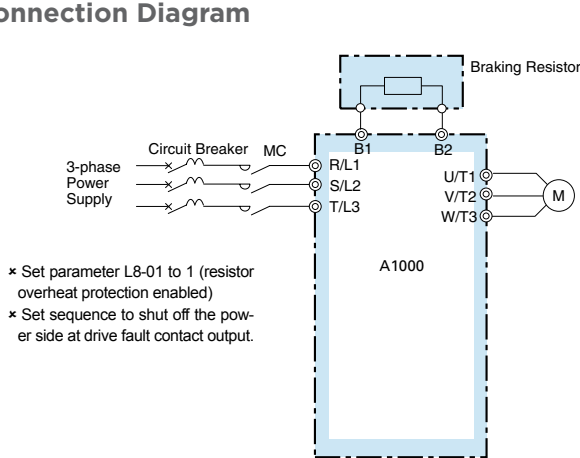 onnection Diagram
Braking Resistor
B1
B2
Circuit Breaker
MC
3-phase
Power
Supply
R/L1
S/L2
T/L3
U/T1
V/T2
W/T3
M
A1000
× Set parameter L8-01 to 1 (resistor
overheat protection enabled)
× Set sequence to shut off the pow-
er side at drive fault contact output.